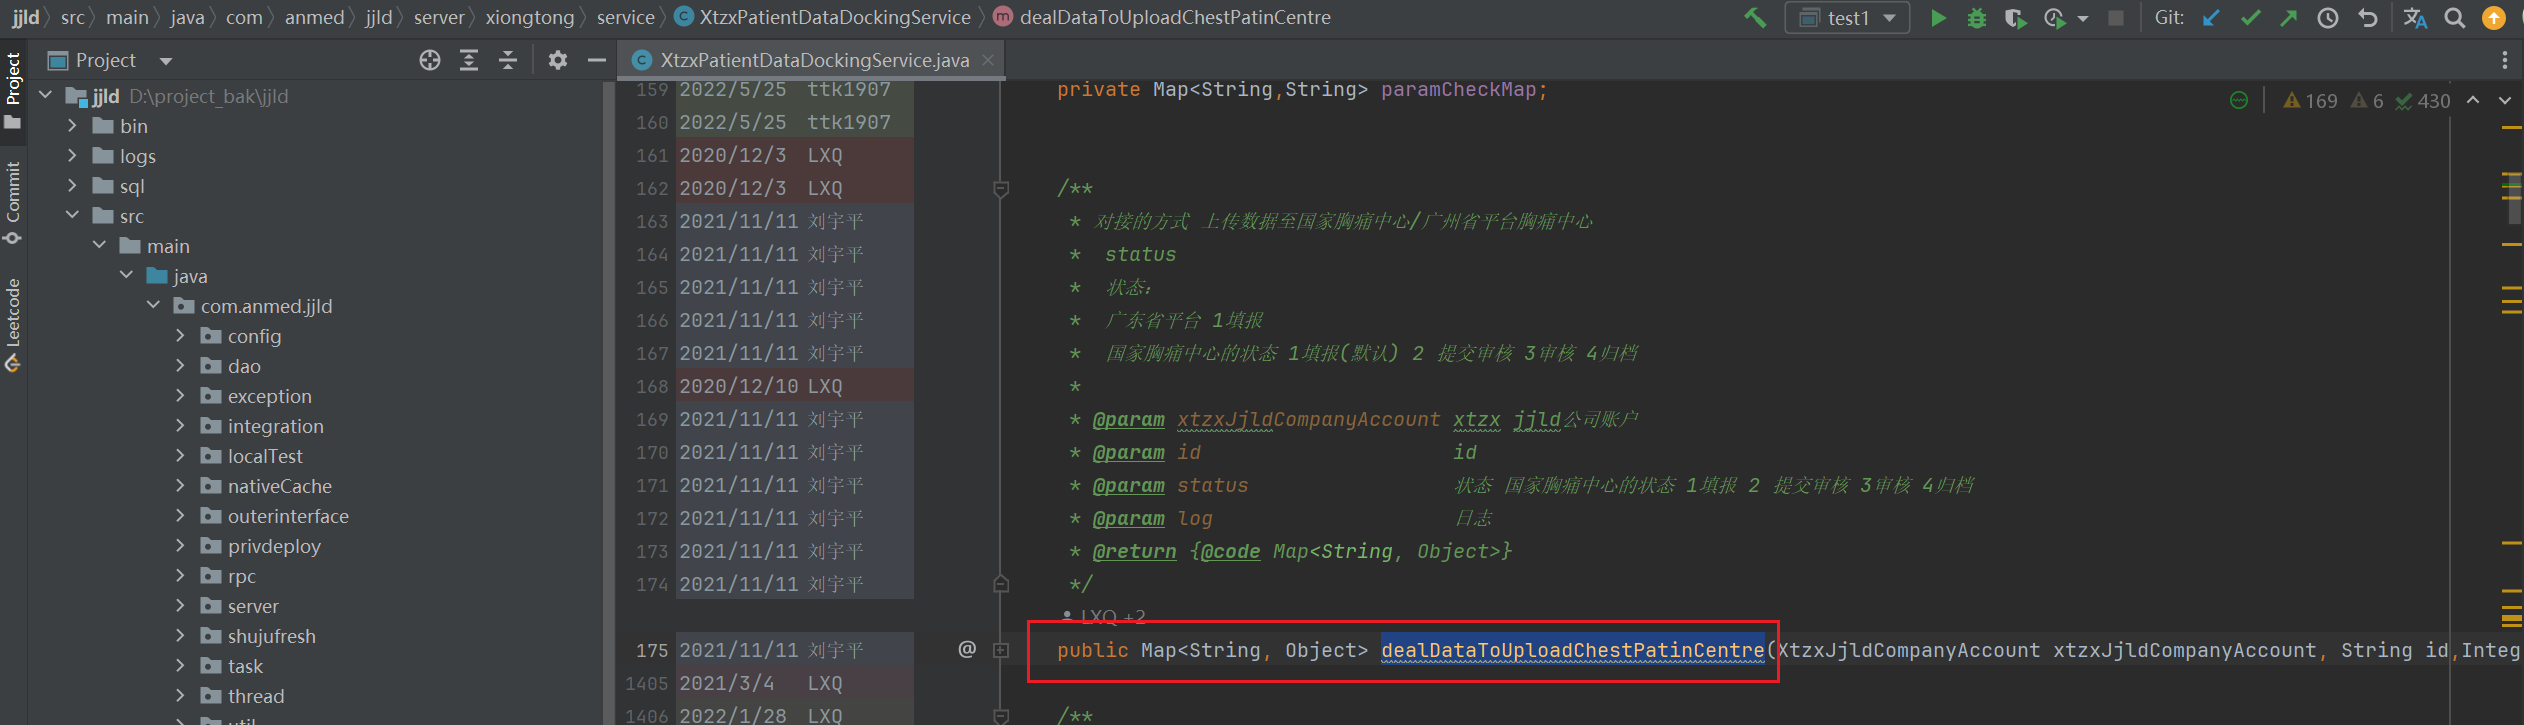 jjld src main java com anmed jjld server xiongtong service XtzxPatientDataDockingService dealDataToUploadChestPatinCentre test1 Git:
Project XtzxPatientDataDockingService.java
Project
Commit
Leetcode
jjld D:\project_bak\jjld
bin
logs
sql
src
main
java
com.anmed.jjld
config
dao
exception
integration
localTest
nativeCache
outerinterface
privdeploy
rpc
server
shujufresh
task
thread
util
169 6 430
159 2022/5/25 ttk1907 private Map<String,String> paramCheckMap;
160 2022/5/25 ttk1907
161 2020/12/3 LXQ
162 2020/12/3 LXQ /**
163 2021/11/11 刘宇平 * 对接的方式 上传数据至国家胸痛中心/广州省平台胸痛中心
164 2021/11/11 刘宇平 * status
165 2021/11/11 刘宇平 * 状态:
166 2021/11/11 刘宇平 * 广东省平台 1填报
167 2021/11/11 刘宇平 * 国家胸痛中心的状态 1填报(默认) 2 提交审核 3审核 4归档
168 2020/12/10 LXQ *
169 2021/11/11 刘宇平 * @param xtzxJjldCompanyAccount xtzx jjld公司账户
170 2021/11/11 刘宇平 * @param id id
171 2021/11/11 刘宇平 * @param status 状态 国家胸痛中心的状态 1填报 2 提交审核 3审核 4归档
172 2021/11/11 刘宇平 * @param log 日志
173 2021/11/11 刘宇平 * @return {@code Map<String, Object>}
174 2021/11/11 刘宇平 */
LXQ +2
175 2021/11/11 刘宇平 @ public Map<String, Object> dealDataToUploadChestPatinCentre(XtzxJjldCompanyAccount xtzxJjldCompanyAccount, String id,Integ
1405 2021/3/4 LXQ
1406 2022/1/28 LXQ /**